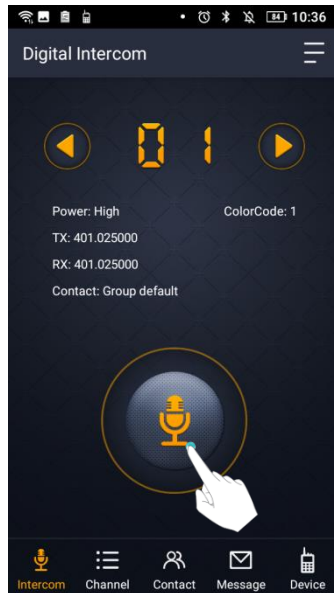 84 10:36
Digital Intercom
01
Power: High ColorCode: 1
TX: 401.025000
RX: 401.025000
Contact: Group default
Intercom Channel Contact Message Device